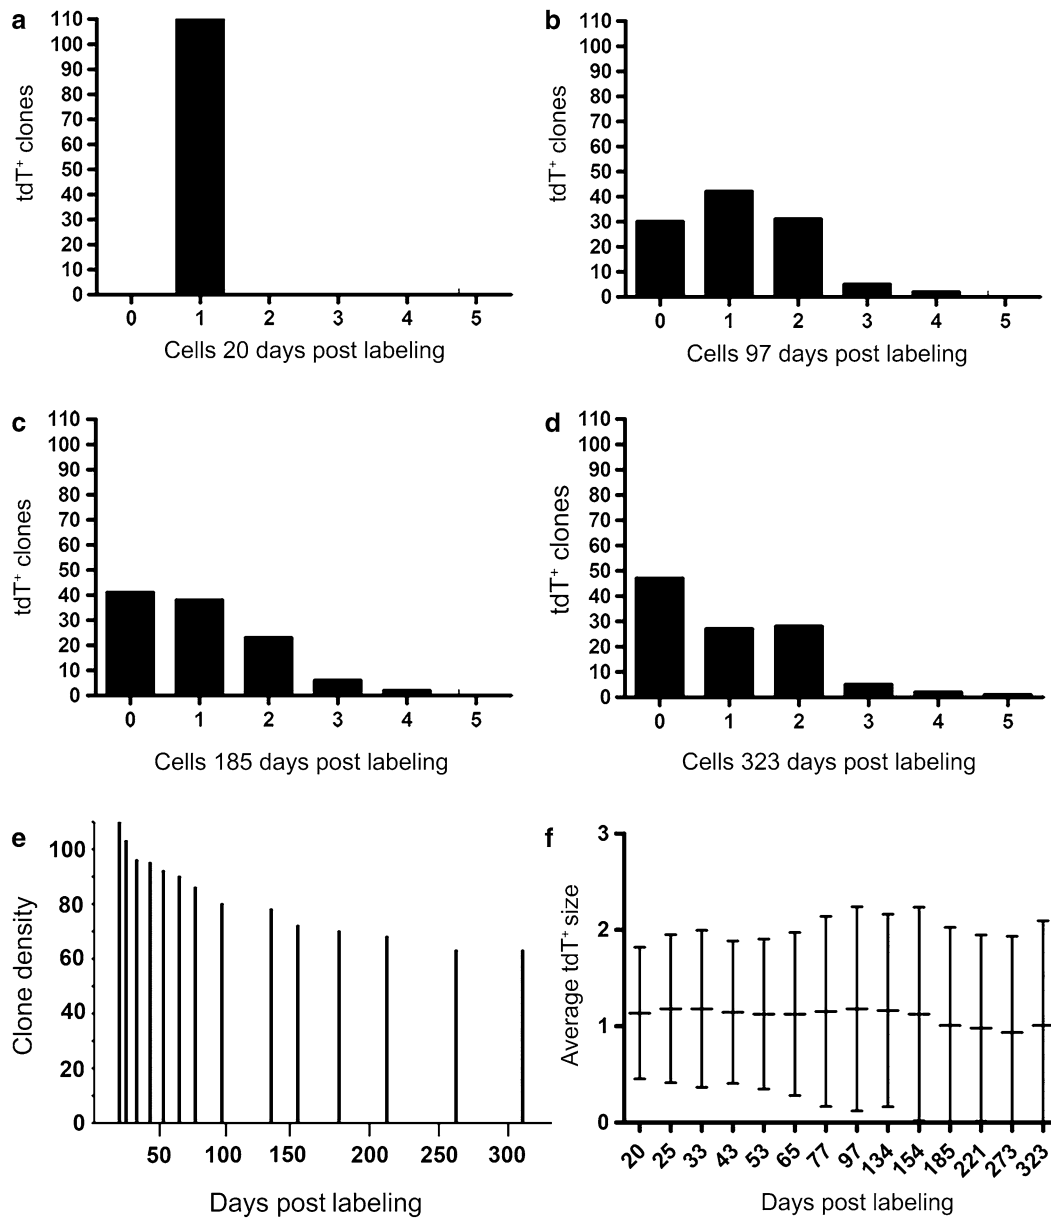 a
110
100
90
80
70
60
50
40
30
20
10
0
tdT+ clones
0 1 2 3 4 5
Cells 20 days post labeling
b
110
100
90
80
70
60
50
40
30
20
10
0
tdT+ clones
0 1 2 3 4 5
Cells 97 days post labeling
c
110
100
90
80
70
60
50
40
30
20
10
0
tdT+ clones
0 1 2 3 4 5
Cells 185 days post labeling
d
110
100
90
80
70
60
50
40
30
20
10
0
tdT+ clones
0 1 2 3 4 5
Cells 323 days post labeling
e
100
80
60
40
20
0
Clone density
50 100 150 200 250 300
Days post labeling
f
3
2
1
0
Average tdT+ size
20 25 33 43 53 65 77 97 134 154 185 221 273 323
Days post labeling